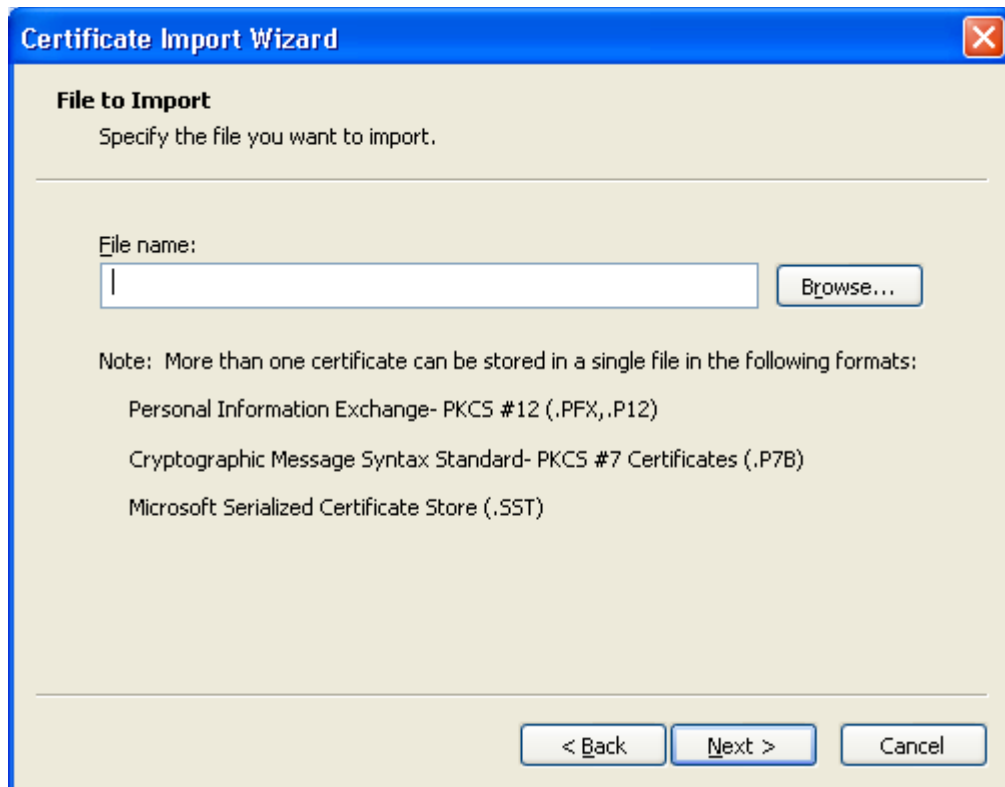 Certificate Import Wizard
File to Import
Specify the file you want to import.
File name:
Browse...
Note: More than one certificate can be stored in a single file in the following formats:
Personal Information Exchange- PKCS #12 (.PFX,.P12)
Cryptographic Message Syntax Standard- PKCS #7 Certificates (.P7B)
Microsoft Serialized Certificate Store (.SST)
< Back Next > Cancel